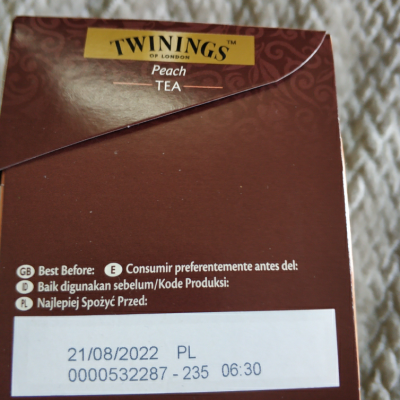 TWININGS™
OF LONDON
Peach
TEA
GB Best Before: E Consumir preferentemente antes del:
ID Baik digunakan sebelum/Kode Produksi:
PL Najlepiej Spożyć Przed:
21/08/2022 PL
0000532287 - 235 06:30